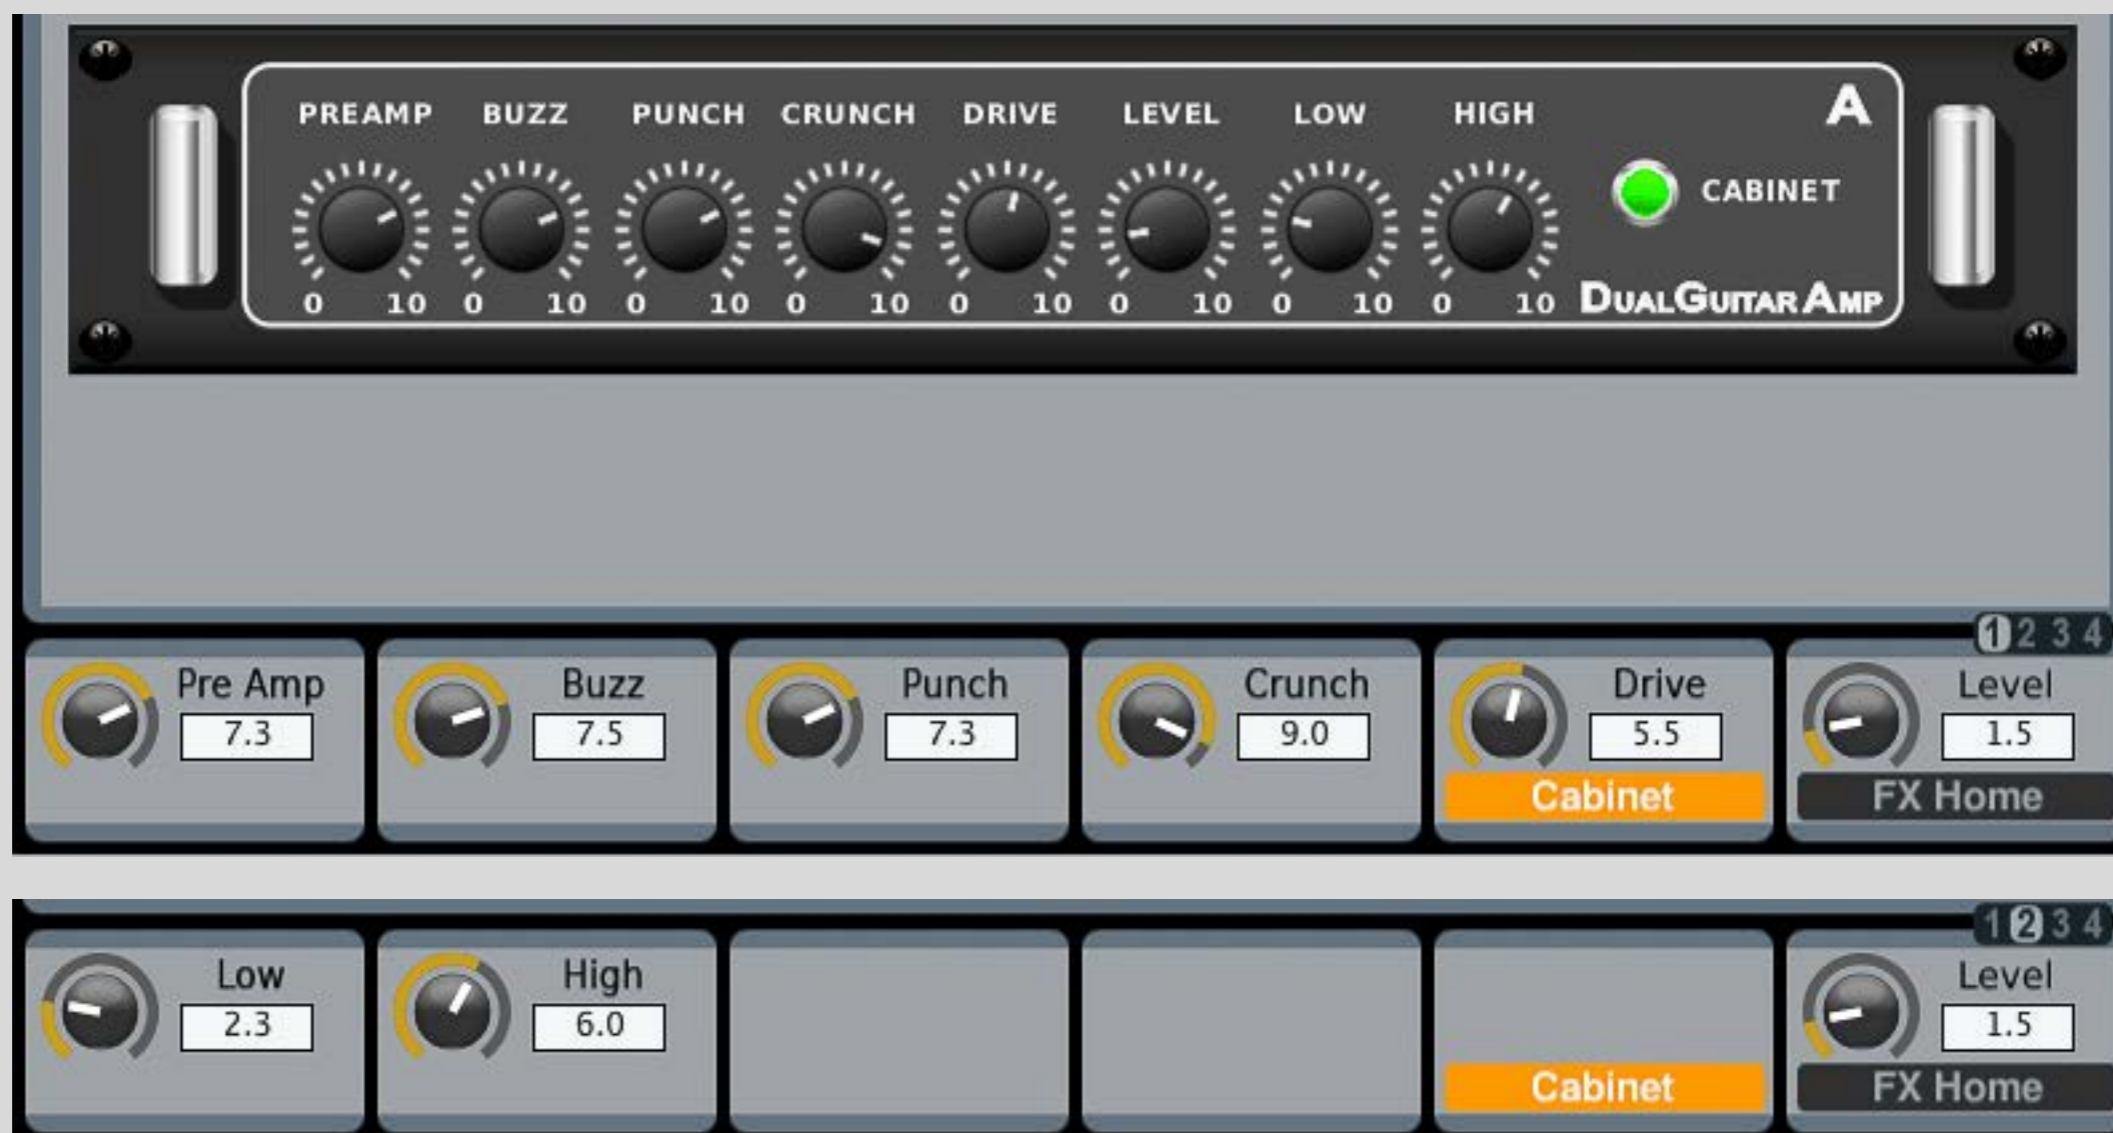 PREAMP BUZZ PUNCH CRUNCH DRIVE LEVEL LOW HIGH A
CABINET
0 10 0 10 0 10 0 10 0 10 0 10 0 10 0 10 DUAL GUITAR AMP
1 2 3 4
Pre Amp Buzz Punch Crunch Drive Level
7.3 7.5 7.3 9.0 5.5 1.5
Cabinet FX Home
1 2 3 4
Low High Level
2.3 6.0 1.5
Cabinet FX Home